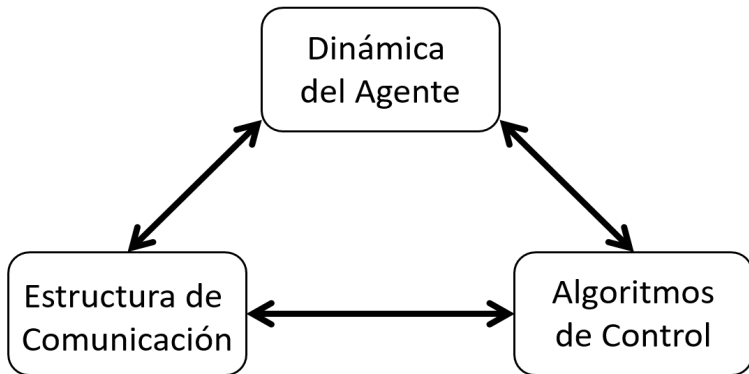 Dinámica
del Agente
Estructura de
Comunicación
Algoritmos
de Control